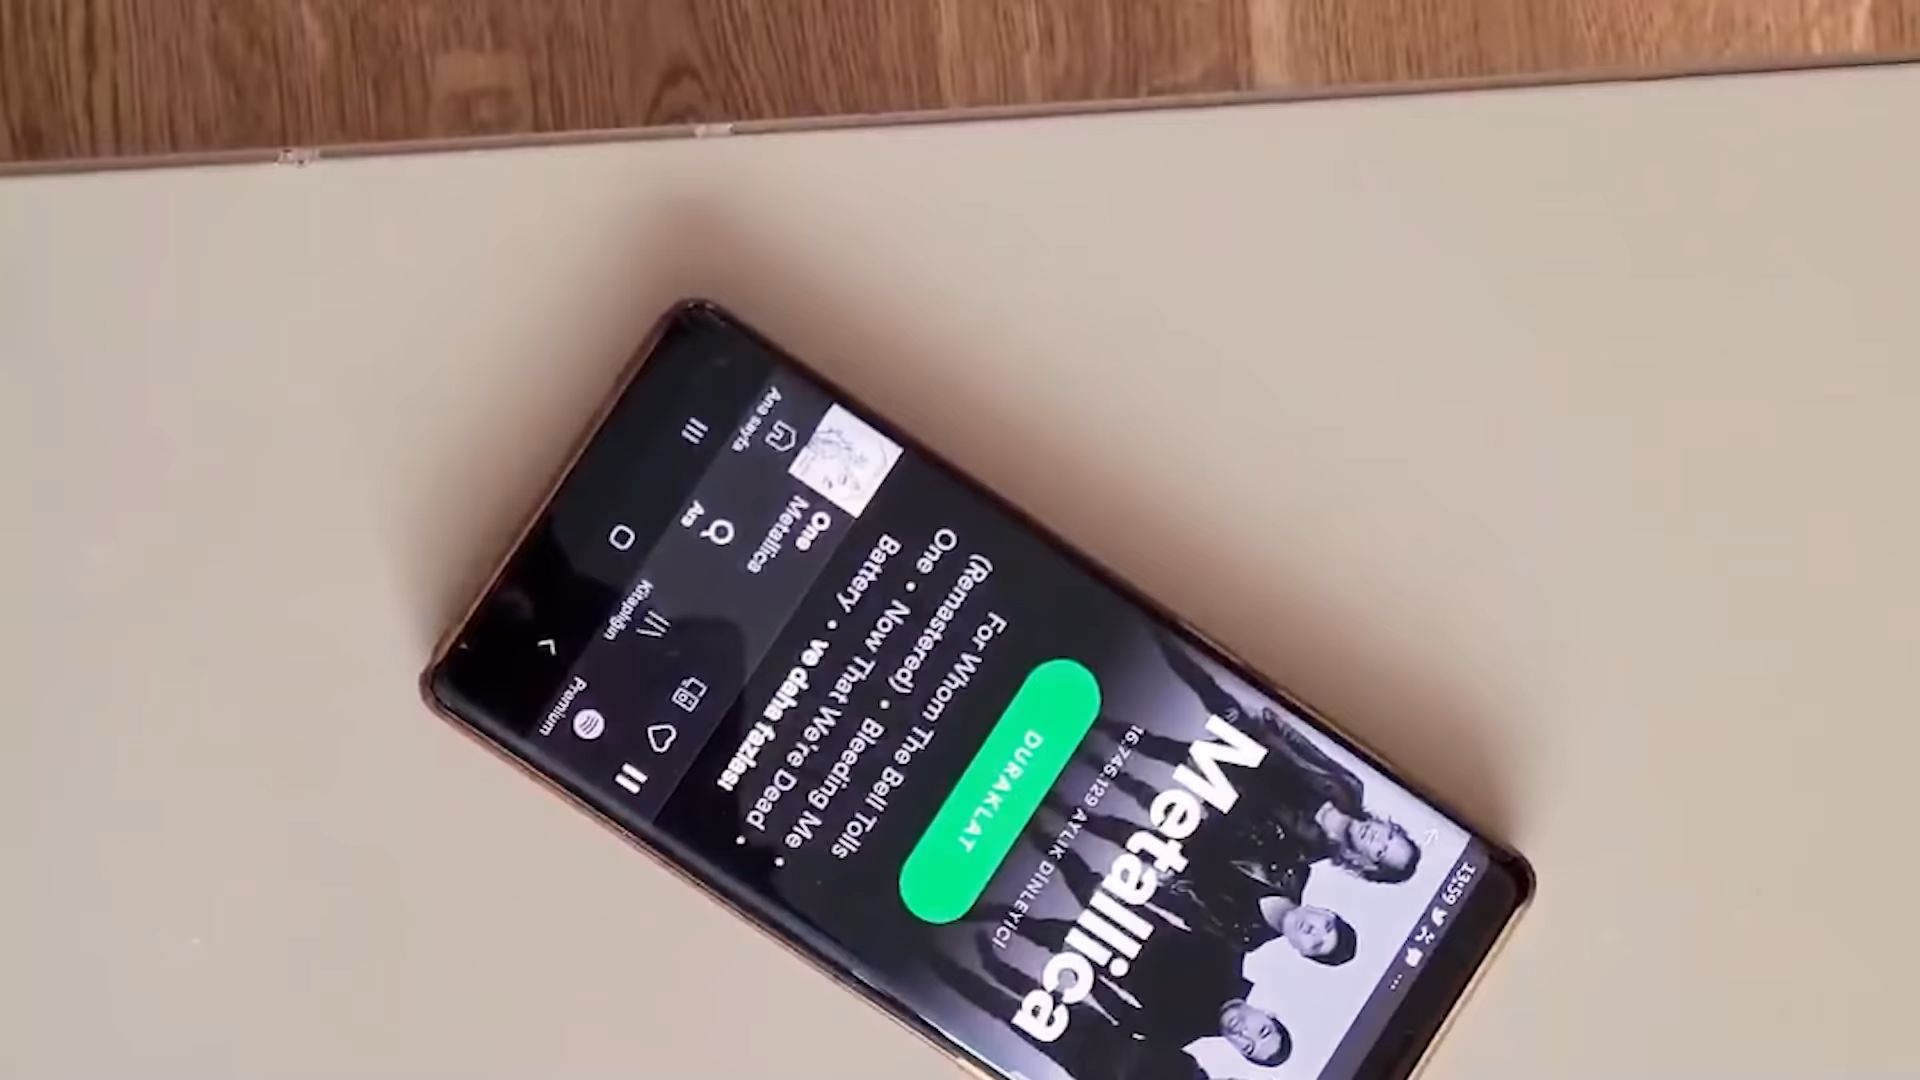 13:59
Metallica
16.745.129 AYLIK DİNLEYİCİ
DURAKLAT
For Whom The Bell Tolls
(Remastered) • Bleeding Me •
One • Now That We're Dead •
Battery • ve daha fazlası
One
Metallica
Ana sayfa
Ara
Kitaplığın
Premium